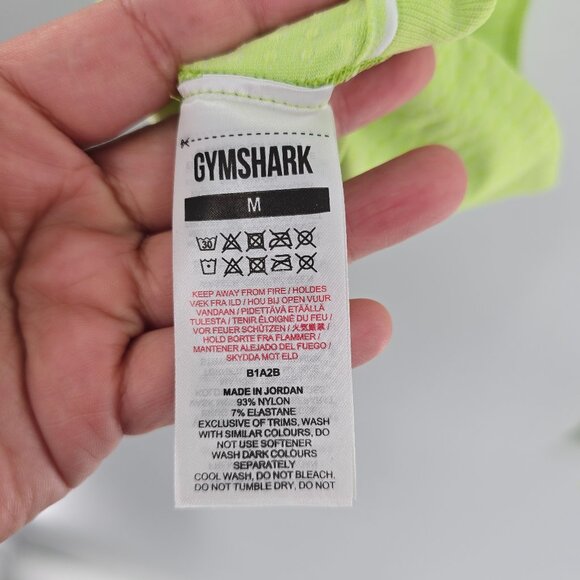 GYMSHARK
M
30
KEEP AWAY FROM FIRE / HOLDES
VÆK FRA ILD / HOU BIJ OPEN VUUR
VANDAAN / PIDETTÄVÄ ETÄÄLLÄ
TULESTA / TENIR ÉLOIGNÉ DU FEU /
VOR FEUER SCHÜTZEN / 火気厳禁 /
HOLD BORTE FRA FLAMMER /
MANTENER ALEJADO DEL FUEGO /
SKYDDA MOT ELD
B1A2B
MADE IN JORDAN
93% NYLON
7% ELASTANE
EXCLUSIVE OF TRIMS, WASH
WITH SIMILAR COLOURS, DO
NOT USE SOFTENER
WASH DARK COLOURS
SEPARATELY
COOL WASH, DO NOT BLEACH,
DO NOT TUMBLE DRY, DO NOT